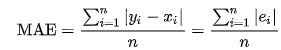 MAE = \frac{\sum_{i=1}^{n} |y_i - x_i|}{n} = \frac{\sum_{i=1}^{n} |e_i|}{n}